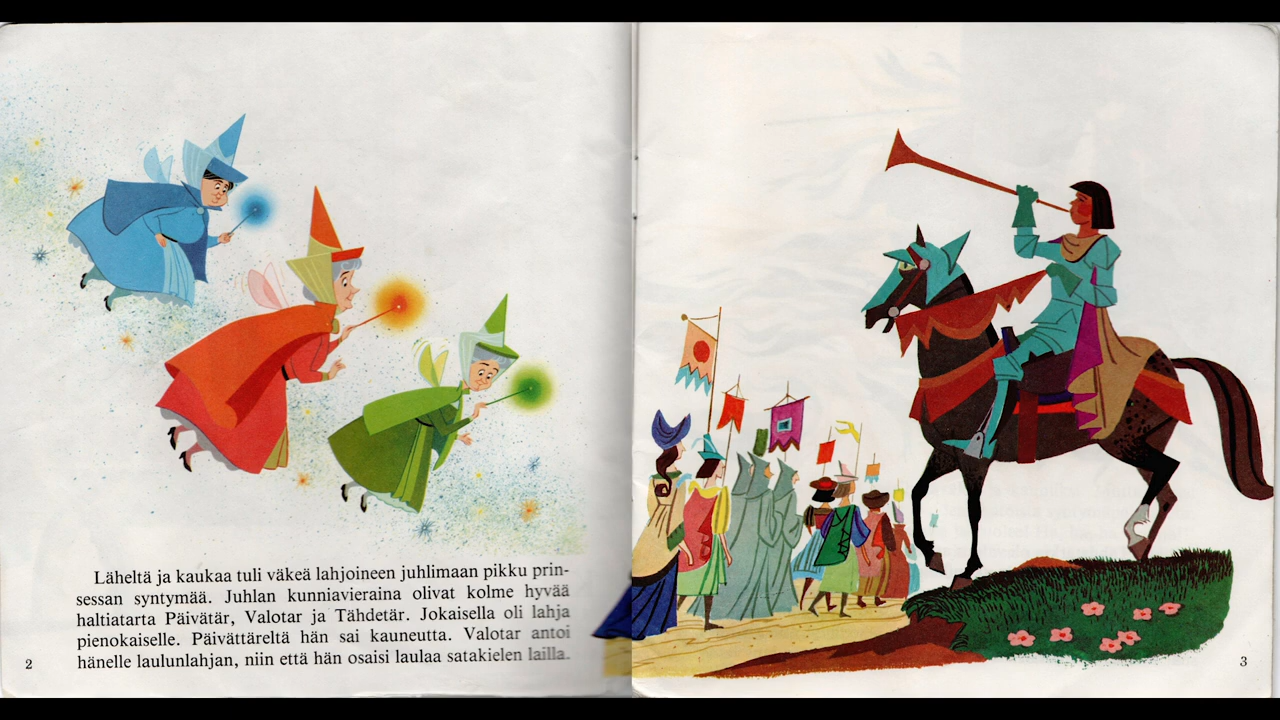 Läheltä ja kaukaa tuli väkeä lahjoineen juhlimaan pikku prin-
sessan syntymää. Juhlan kunniavieraina olivat kolme hyvää
haltiatarta Päivätär, Valotar ja Tähdetär. Jokaisella oli lahja
pienokaiselle. Päivättäreltä hän sai kauneutta. Valotar antoi
hänelle laulunlahjan, niin että hän osaisi laulaa satakielen lailla.
2
3